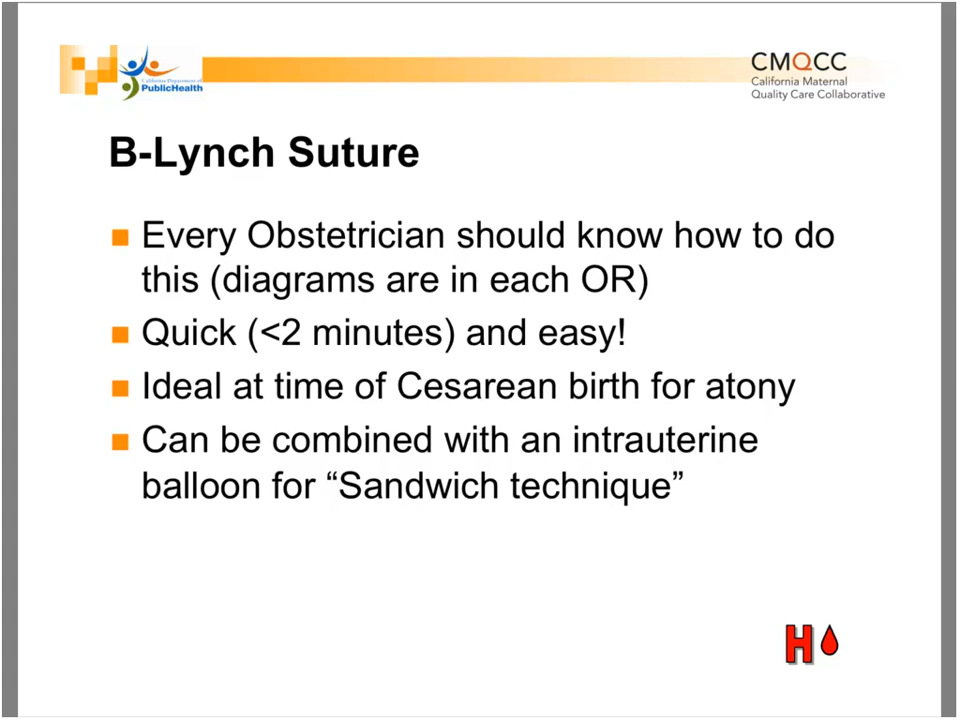 California Department of
PublicHealth
CMQCC
California Maternal
Quality Care Collaborative
B-Lynch Suture
Every Obstetrician should know how to do
this (diagrams are in each OR)
Quick (<2 minutes) and easy!
Ideal at time of Cesarean birth for atony
Can be combined with an intrauterine
balloon for “Sandwich technique”
H